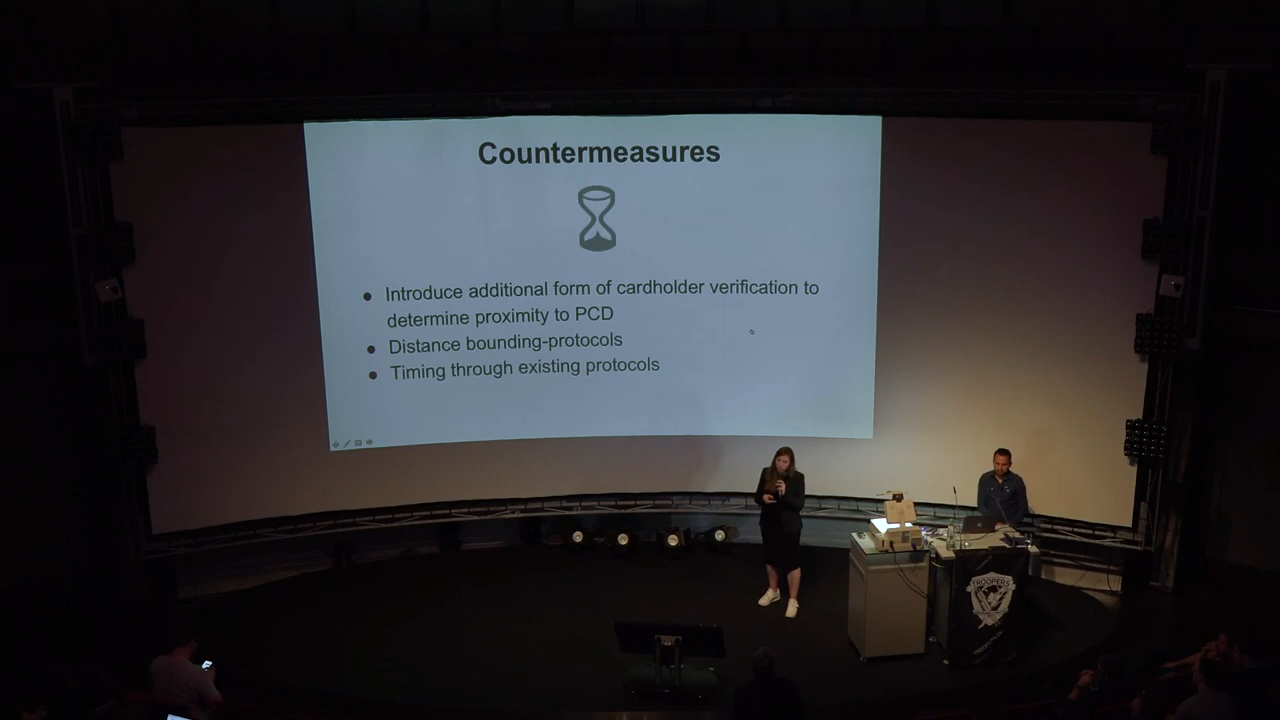 Countermeasures
● Introduce additional form of cardholder verification to
determine proximity to PCD
● Distance bounding-protocols
● Timing through existing protocols
TROOPERS